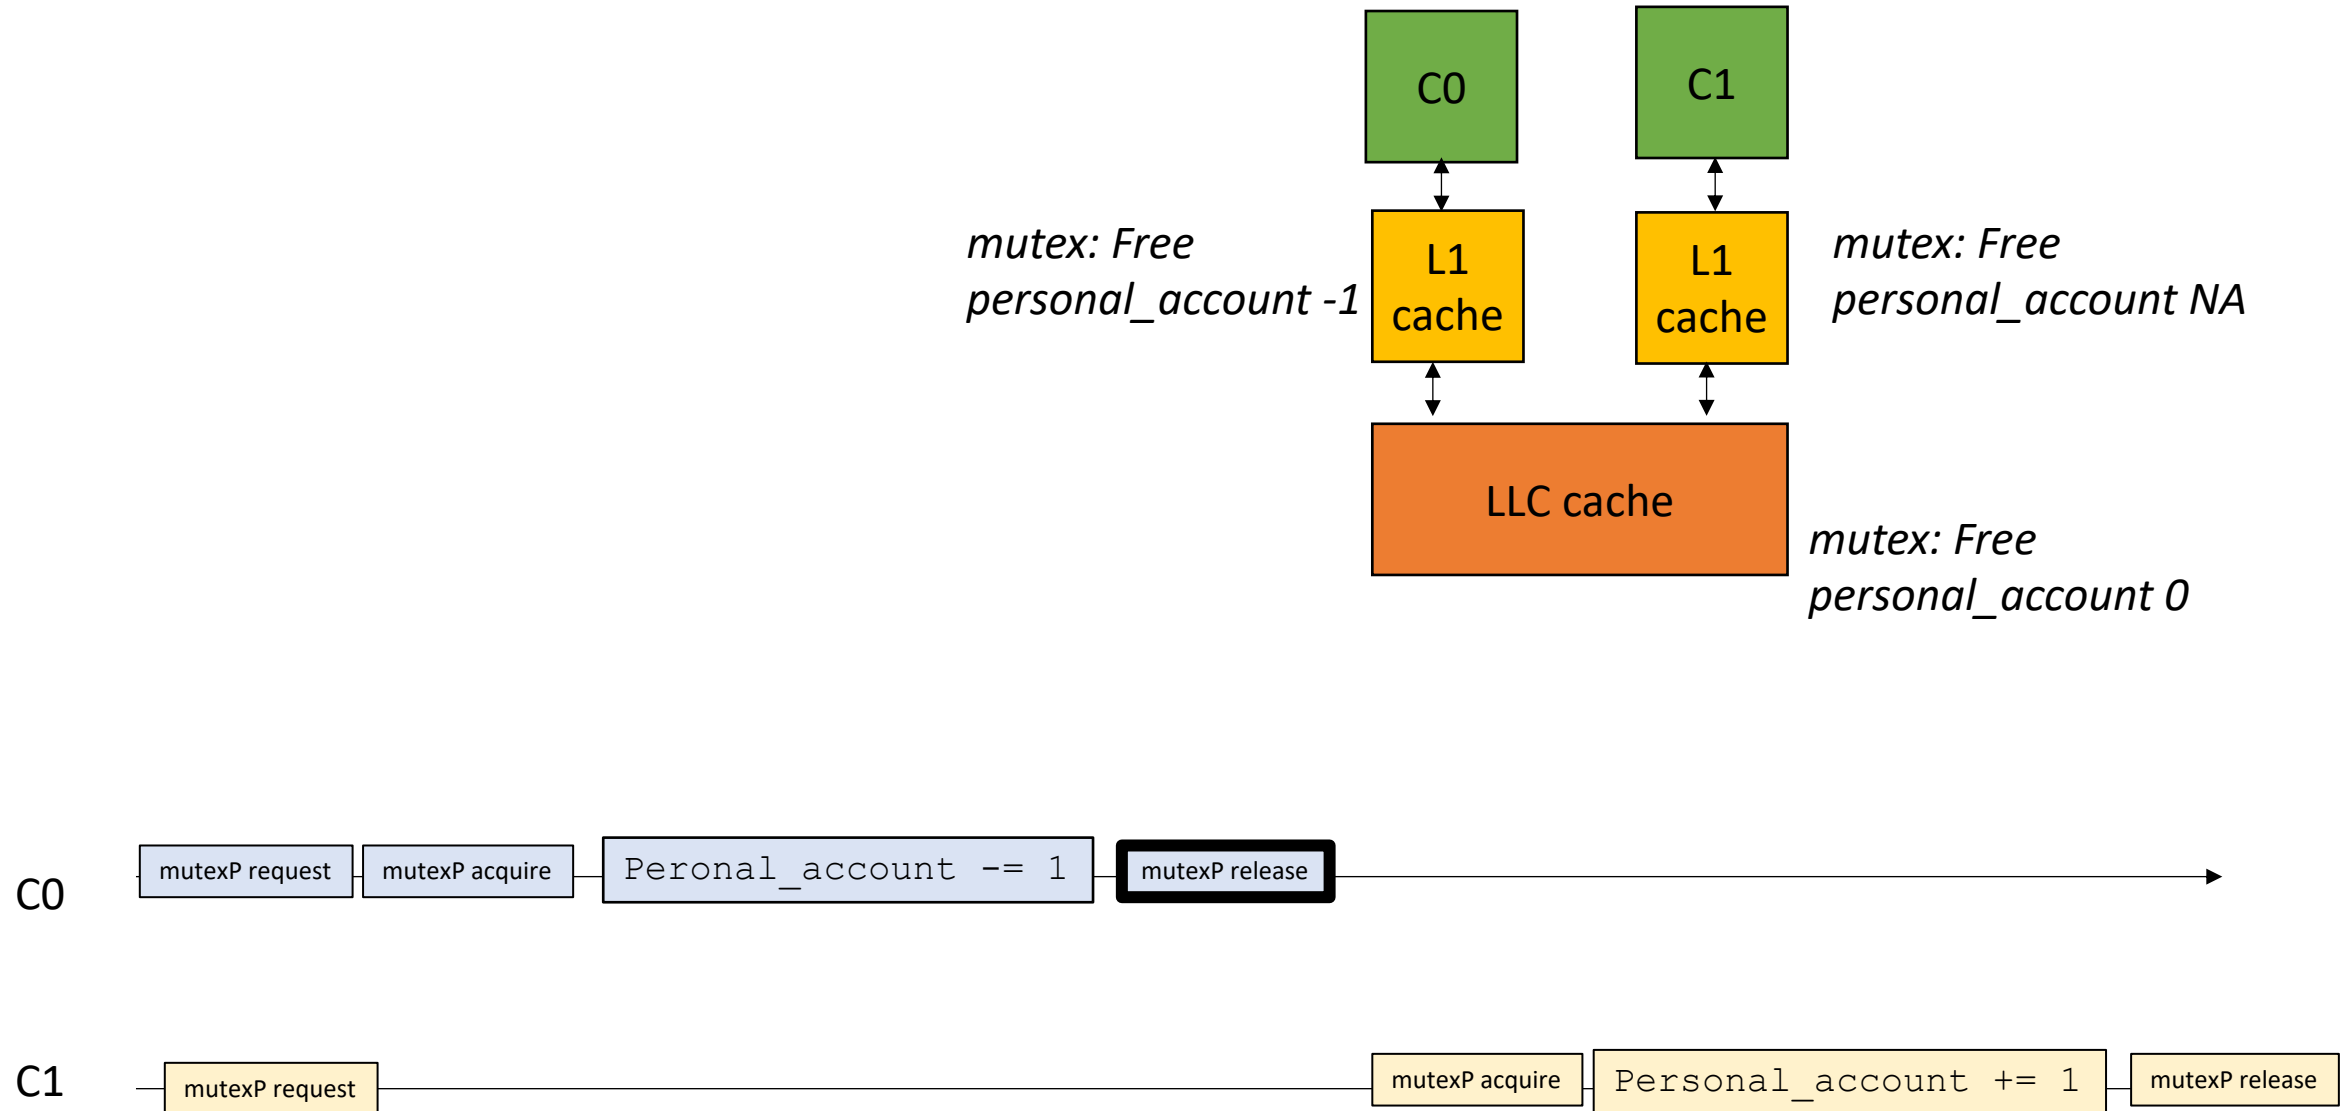 C0
C1
mutex: Free
personal_account -1
L1
cache
L1
cache
mutex: Free
personal_account NA
LLC cache
mutex: Free
personal_account 0
C0
mutexP request
mutexP acquire
Peronal_account -= 1
mutexP release
C1
mutexP request
mutexP acquire
Personal_account += 1
mutexP release